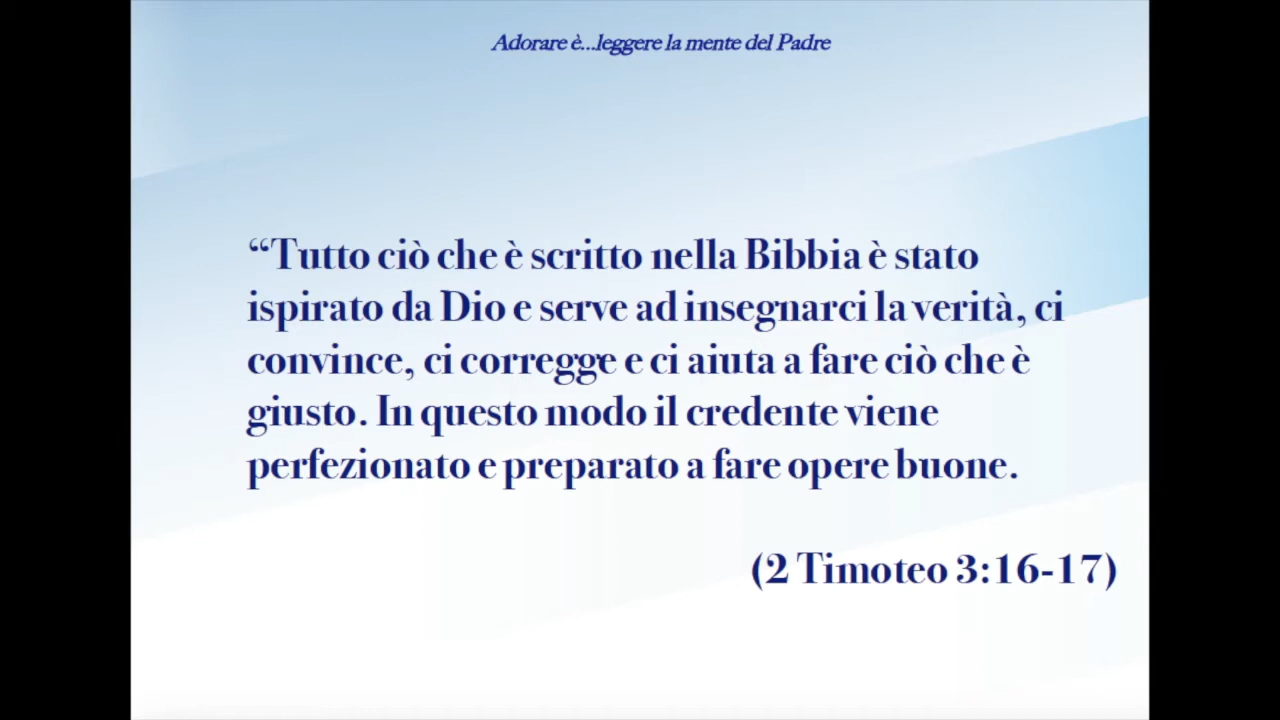 Adorare è...leggere la mente del Padre
“Tutto ciò che è scritto nella Bibbia è stato
ispirato da Dio e serve ad insegnarci la verità, ci
convince, ci corregge e ci aiuta a fare ciò che è
giusto. In questo modo il credente viene
perfezionato e preparato a fare opere buone.
(2 Timoteo 3:16-17)